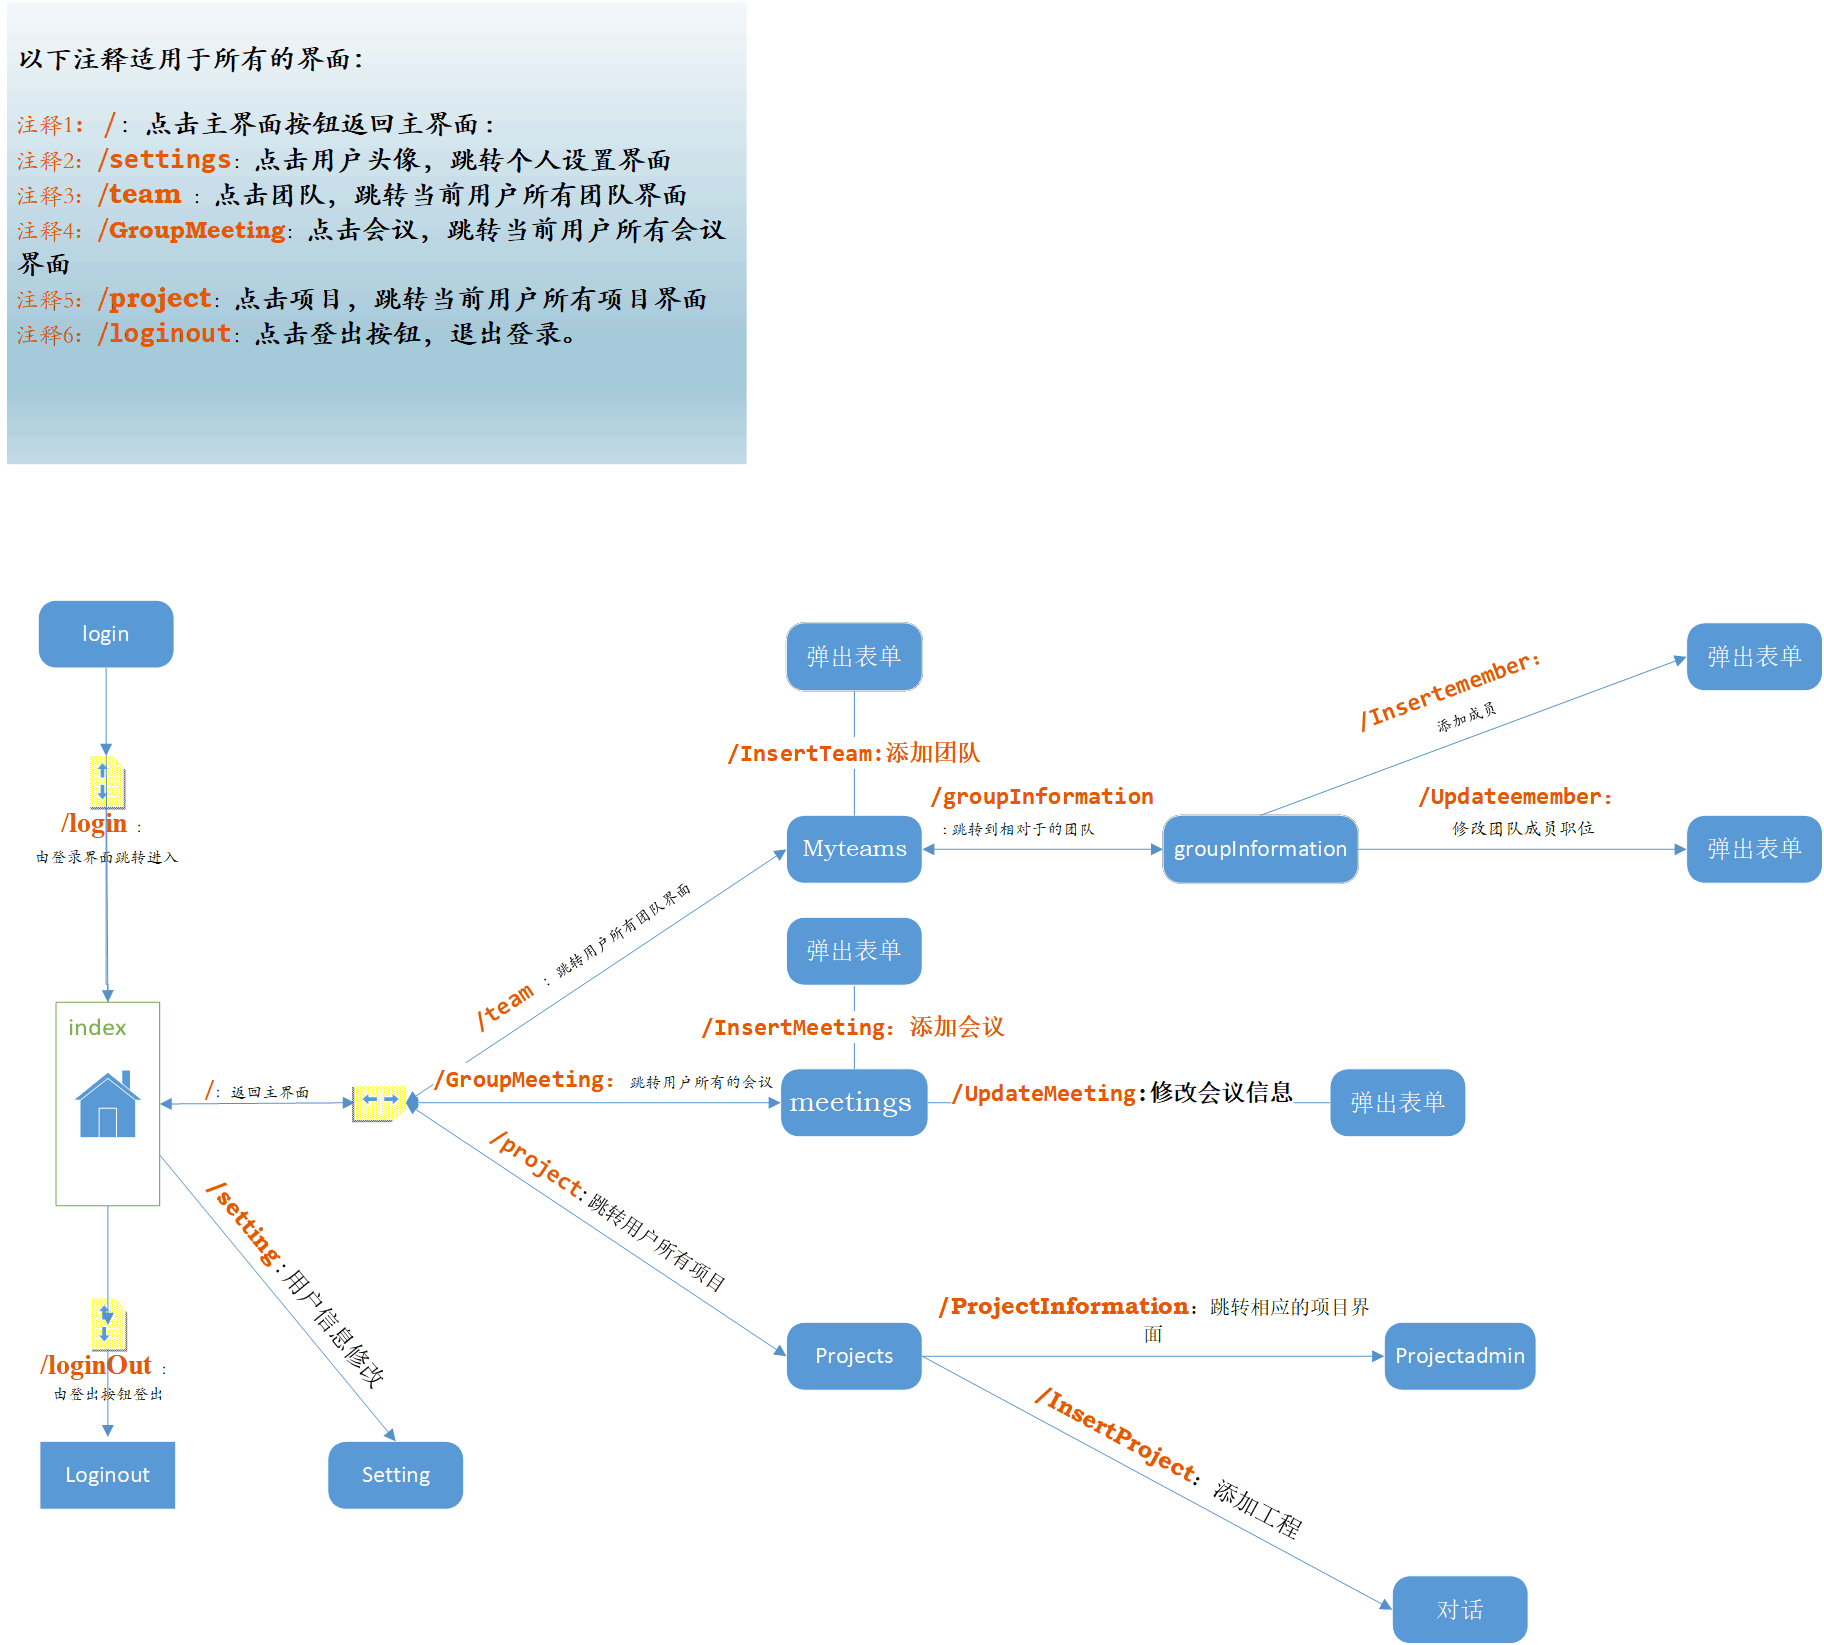 以下注释适用于所有的界面：
注释1：/：点击主界面按钮返回主界面：
注释2：/settings：点击用户头像，跳转个人设置界面
注释3：/team ：点击团队，跳转当前用户所有团队界面
注释4：/GroupMeeting：点击会议，跳转当前用户所有会议
界面
注释5：/project：点击项目，跳转当前用户所有项目界面
注释6：/loginout：点击登出按钮，退出登录。
login
弹出表单
弹出表单
/Insertemember：
添加成员
/InsertTeam:添加团队
/groupInformation
：跳转到相对于的团队
/Updateemember：
修改团队成员职位
/login ：
由登录界面跳转进入
Myteams
groupInformation
弹出表单
/team ：跳转用户所有团队界面
弹出表单
index
/InsertMeeting：添加会议
/：返回主界面
/GroupMeeting：跳转用户所有的会议
meetings
/UpdateMeeting:修改会议信息
弹出表单
/project:跳转用户所有项目
/setting：用户信息修改
/ProjectInformation：跳转相应的项目界
面
Projects
Projectadmin
/loginOut ：
由登出按钮登出
/InsertProject：添加工程
Loginout
Setting
对话